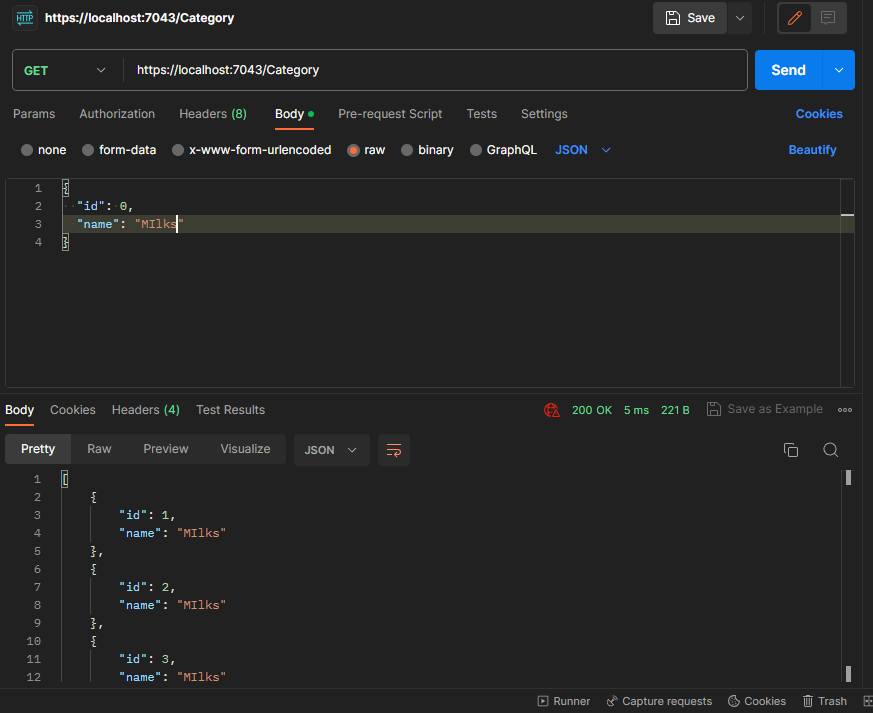 HTTP https://localhost:7043/Category Save
GET https://localhost:7043/Category Send
Params Authorization Headers (8) Body Pre-request Script Tests Settings Cookies
none form-data x-www-form-urlencoded raw binary GraphQL JSON Beautify
1 {
2 "id": 0,
3 "name": "MIlks"
4 }
Body Cookies Headers (4) Test Results 200 OK 5 ms 221 B Save as Example
Pretty Raw Preview Visualize JSON
1 [
2 {
3 "id": 1,
4 "name": "MIlks"
5 },
6 {
7 "id": 2,
8 "name": "MIlks"
9 },
10 {
11 "id": 3,
12 "name": "MIlks"
Runner Capture requests Cookies Trash